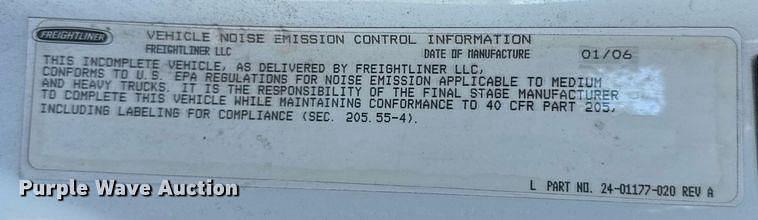 FREIGHTLINER
VEHICLE NOISE EMISSION CONTROL INFORMATION
FREIGHTLINER LLC DATE OF MANUFACTURE 01/06
THIS INCOMPLETE VEHICLE, AS DELIVERED BY FREIGHTLINER LLC,
CONFORMS TO U.S. EPA REGULATIONS FOR NOISE EMISSION APPLICABLE TO MEDIUM
AND HEAVY TRUCKS. IT IS THE RESPONSIBILITY OF THE FINAL STAGE MANUFACTURER
TO COMPLETE THIS VEHICLE WHILE MAINTAINING CONFORMANCE TO 40 CFR PART 205,
INCLUDING LABELING FOR COMPLIANCE (SEC. 205.55-4).
L PART NO. 24-01177-020 REV A
Purple Wave Auction